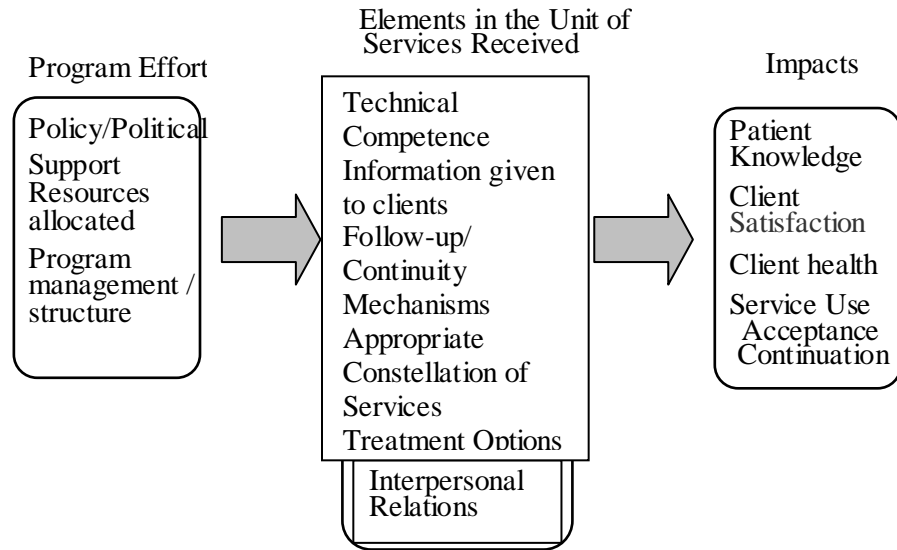 Program Effort
Policy/Political
Support
Resources
allocated
Program
management /
structure
Elements in the Unit of
Services Received
Technical
Competence
Information given
to clients
Follow-up/
Continuity
Mechanisms
Appropriate
Constellation of
Services
Treatment Options
Interpersonal
Relations
Impacts
Patient
Knowledge
Client
Satisfaction
Client health
Service Use
Acceptance
Continuation